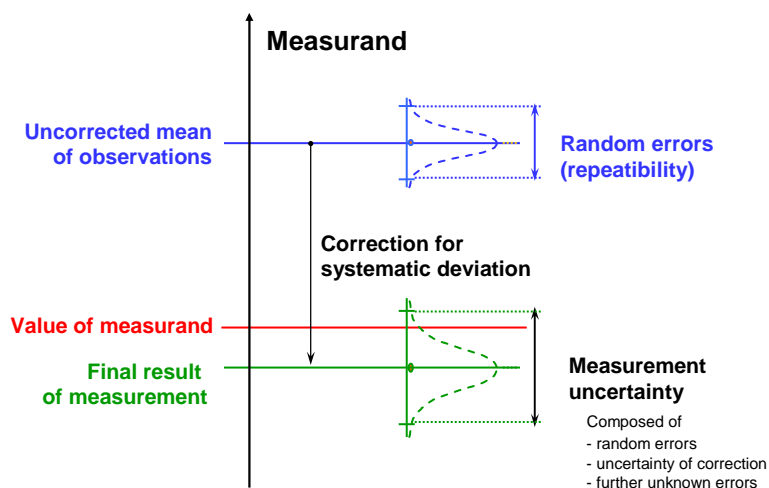 Measurand
Uncorrected mean
of observations
Random errors
(repeatibility)
Correction for
systematic deviation
Value of measurand
Final result
of measurement
Measurement
uncertainty
Composed of
- random errors
- uncertainty of correction
- further unknown errors